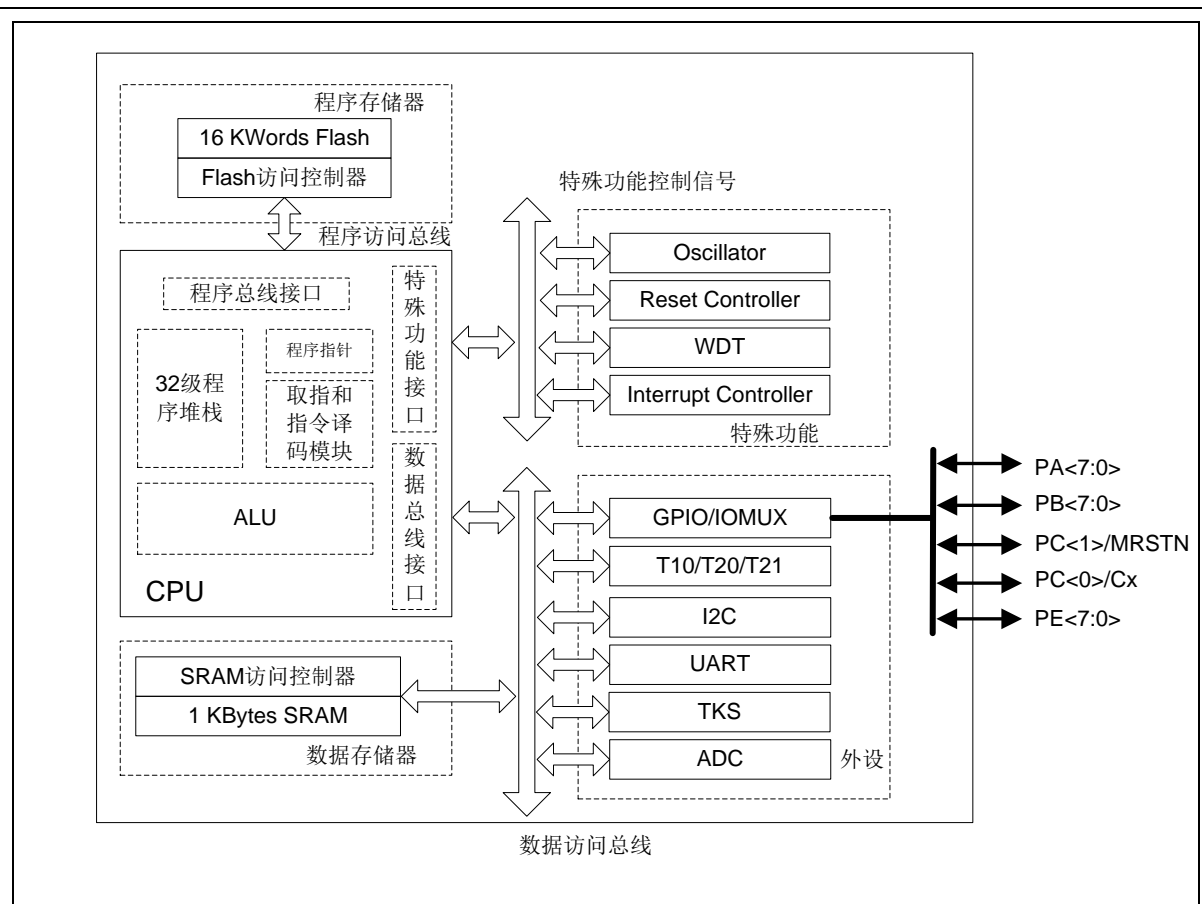 程序存储器
16 KWords Flash
Flash访问控制器
程序访问总线
程序总线接口
32级程
序堆栈
程序指针
取指和
指令译
码模块
ALU
CPU
特
殊
功
能
接
口
数
据
总
线
接
口
SRAM访问控制器
1 KBytes SRAM
数据存储器
特殊功能控制信号
Oscillator
Reset Controller
WDT
Interrupt Controller
特殊功能
GPIO/IOMUX
T10/T20/T21
I2C
UART
TKS
ADC
外设
数据访问总线
PA<7:0>
PB<7:0>
PC<1>/MRSTN
PC<0>/Cx
PE<7:0>